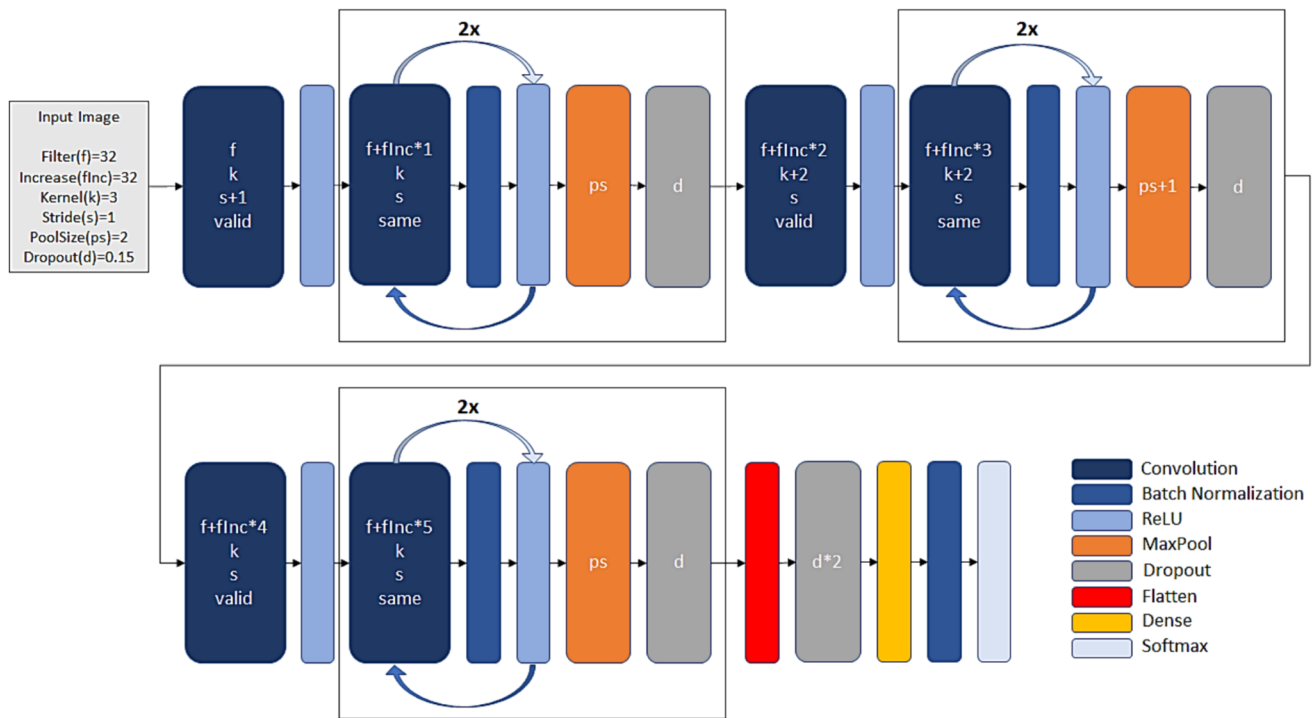 Input Image
Filter(f)=32
Increase(fInc)=32
Kernel(k)=3
Stride(s)=1
PoolSize(ps)=2
Dropout(d)=0.15
f
k
s+1
valid
2x
f+fInc*1
k
s
same
ps
d
f+fInc*2
k+2
s
valid
2x
f+fInc*3
k+2
s
same
ps+1
d
f+fInc*4
k
s
valid
2x
f+fInc*5
k
s
same
ps
d
d*2
Convolution
Batch Normalization
ReLU
MaxPool
Dropout
Flatten
Dense
Softmax